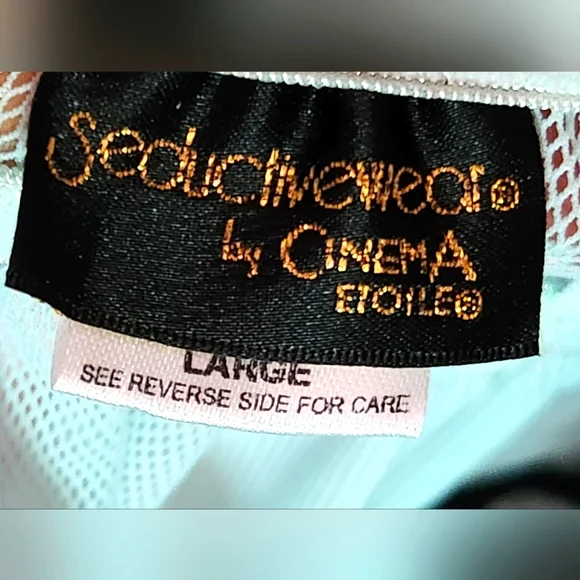 Seductivewear®
by CINEMA
ETOILE®
LARGE
SEE REVERSE SIDE FOR CARE